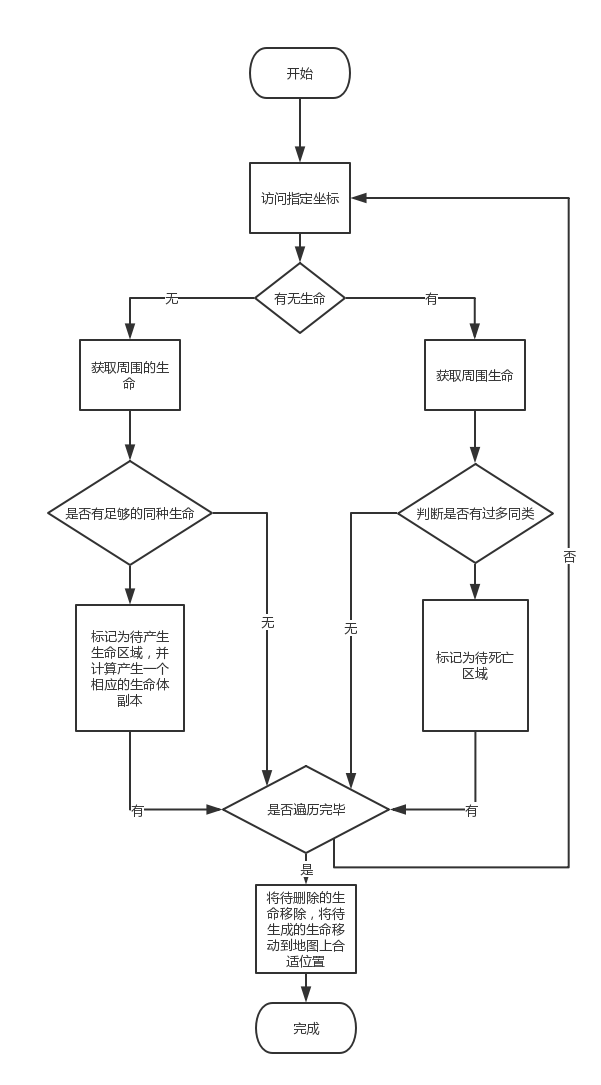 开始
访问指定坐标
有无生命
无
有
获取周围的生
命
获取周围生命
是否有足够的同种生命
判断是否有过多同类
否
无
无
标记为待产生
生命区域，并
计算产生一个
相应的生命体
副本
标记为待死亡
区域
有
是否遍历完毕
有
是
将待删除的生
命移除，将待
生成的生命移
动到地图上合
适位置
完成